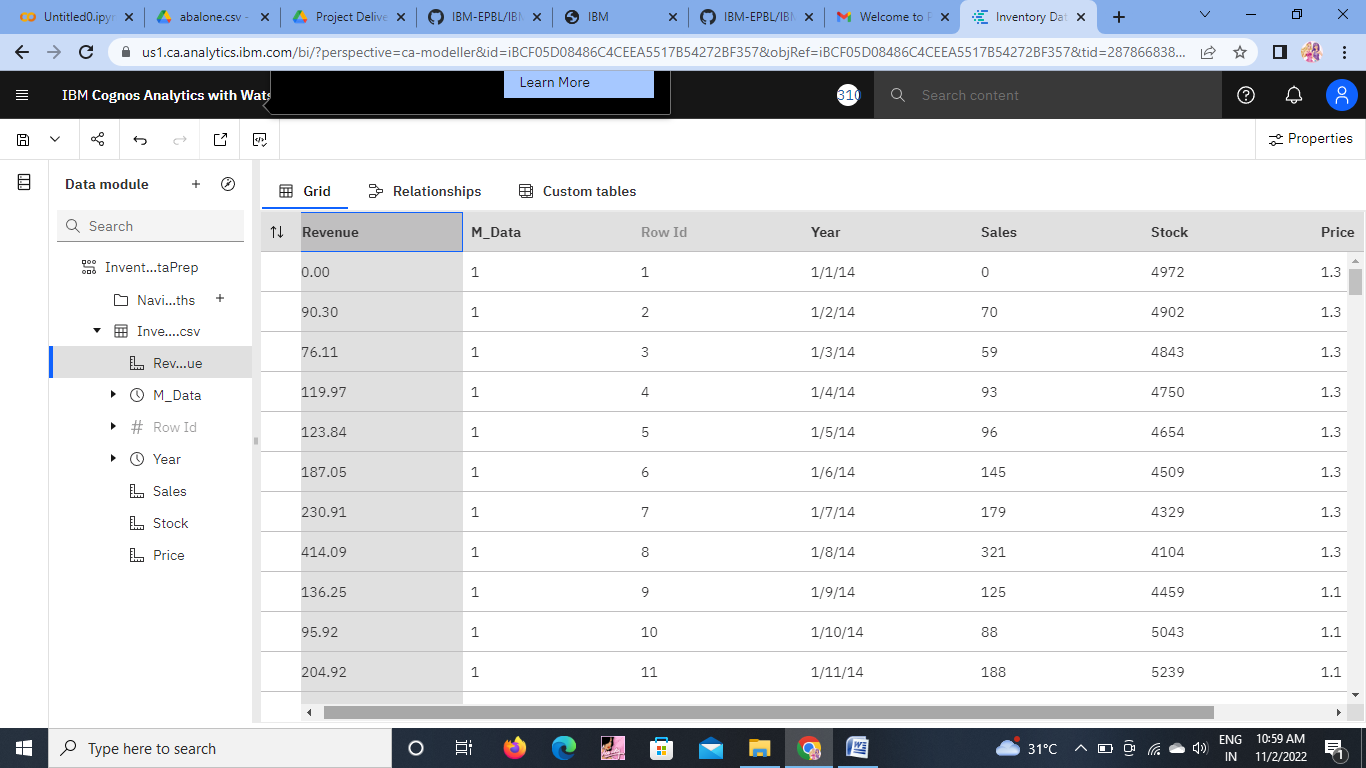 Untitled0.ipyn
abalone.csv -
Project Delive
IBM-EPBL/IBM
IBM
IBM-EPBL/IBM
Welcome to
Inventory Dat
us1.ca.analytics.ibm.com/bi/?perspective=ca-modeller&id=iBCF05D08486C4CEEA5517B54272BF357&objRef=iBCF05D08486C4CEEA5517B54272BF357&tid=287866838...
Learn More
IBM Cognos Analytics with Wats
310
Search content
Properties
Data module
Search
Invent...taPrep
Navi...ths
Inve....csv
Rev...ue
M_Data
Row Id
Year
Sales
Stock
Price
Grid Relationships Custom tables
Revenue M_Data Row Id Year Sales Stock Price
0.00 1 1 1/1/14 0 4972 1.3
90.30 1 2 1/2/14 70 4902 1.3
76.11 1 3 1/3/14 59 4843 1.3
119.97 1 4 1/4/14 93 4750 1.3
123.84 1 5 1/5/14 96 4654 1.3
187.05 1 6 1/6/14 145 4509 1.3
230.91 1 7 1/7/14 179 4329 1.3
414.09 1 8 1/8/14 321 4104 1.3
136.25 1 9 1/9/14 125 4459 1.1
95.92 1 10 1/10/14 88 5043 1.1
204.92 1 11 1/11/14 188 5239 1.1
Type here to search
31°C
ENG
IN
10:59 AM
11/2/2022
1